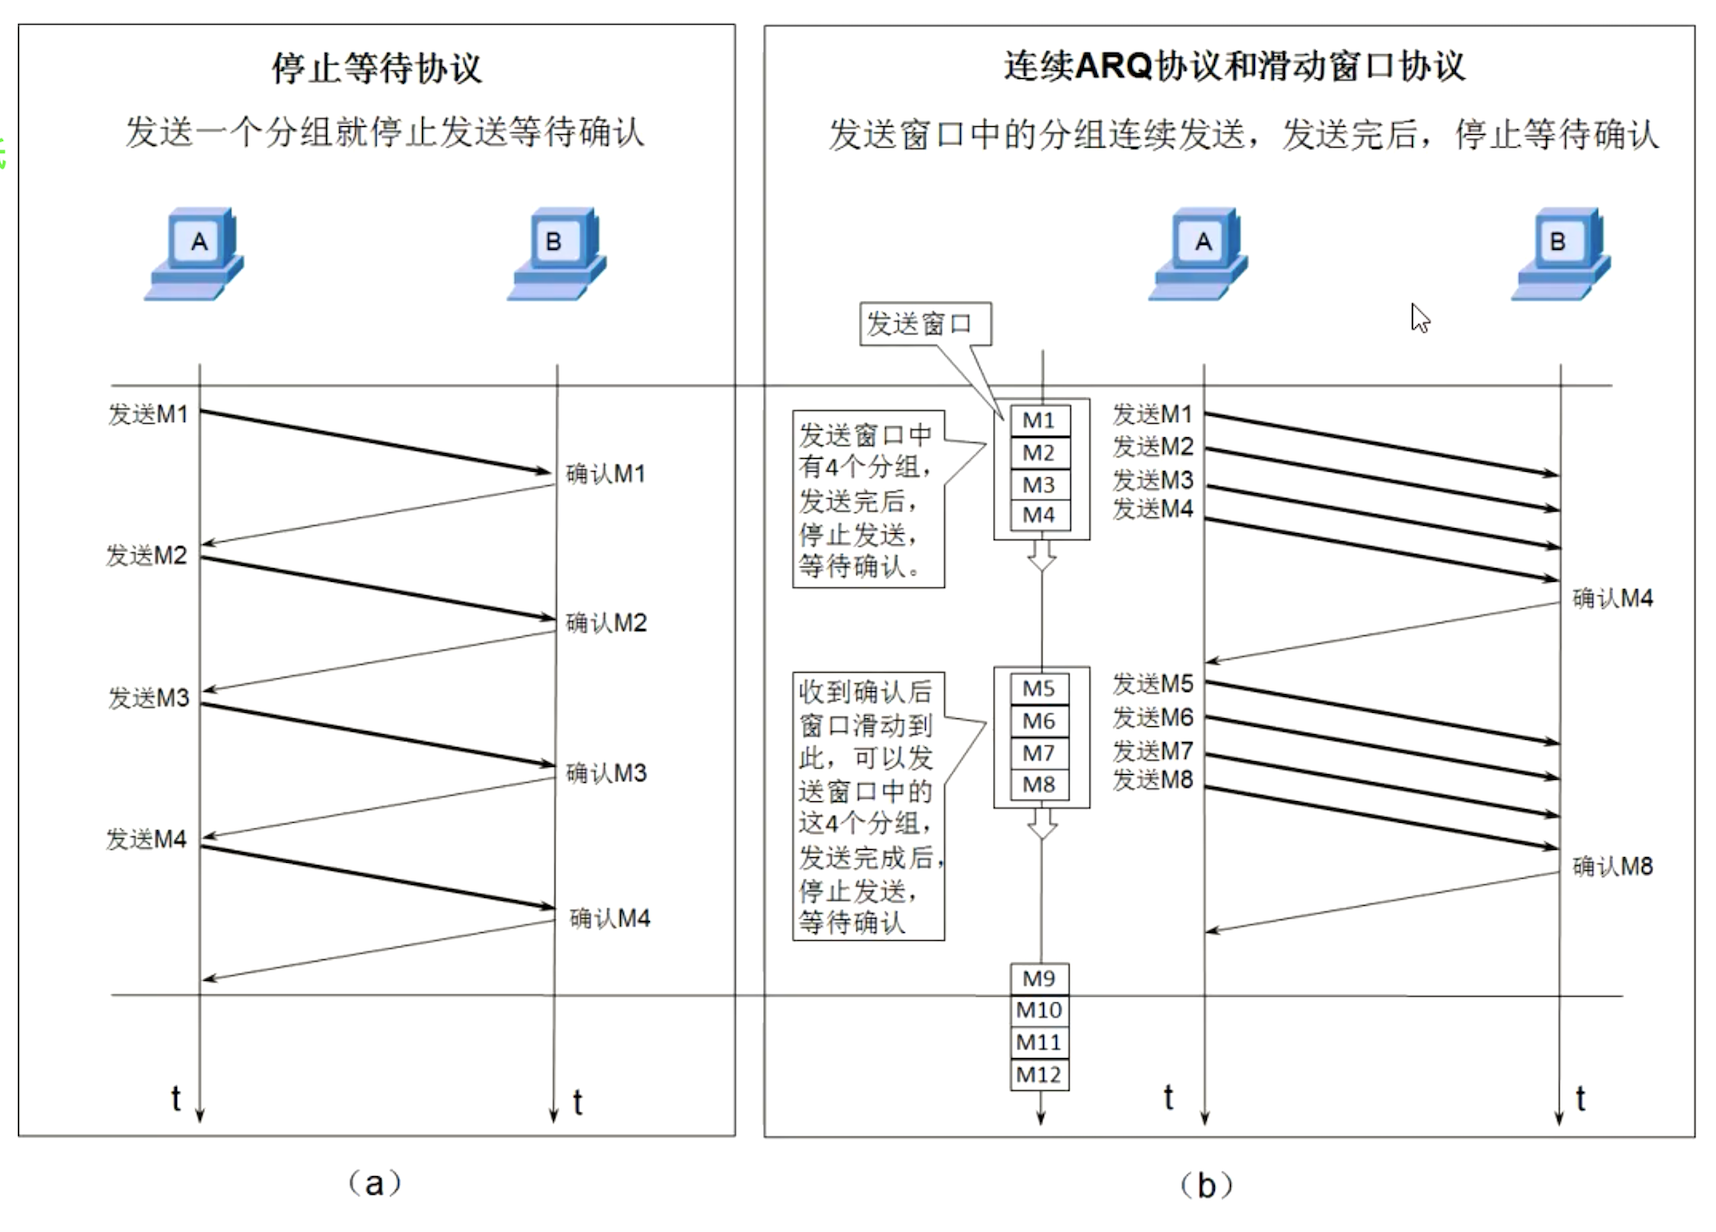 停止等待协议
发送一个分组就停止发送等待确认
A
B
发送M1
确认M1
发送M2
确认M2
发送M3
确认M3
发送M4
确认M4
t
t
（a）
连续ARQ协议和滑动窗口协议
发送窗口中的分组连续发送，发送完后，停止等待确认
A
B
发送窗口
发送窗口中
有4个分组，
发送完后，
停止发送，
等待确认。
M1
M2
M3
M4
发送M1
发送M2
发送M3
发送M4
确认M4
收到确认后
窗口滑动到
此，可以发
送窗口中的
这4个分组，
发送完成后，
停止发送，
等待确认
M5
M6
M7
M8
发送M5
发送M6
发送M7
发送M8
确认M8
M9
M10
M11
M12
t
t
（b）